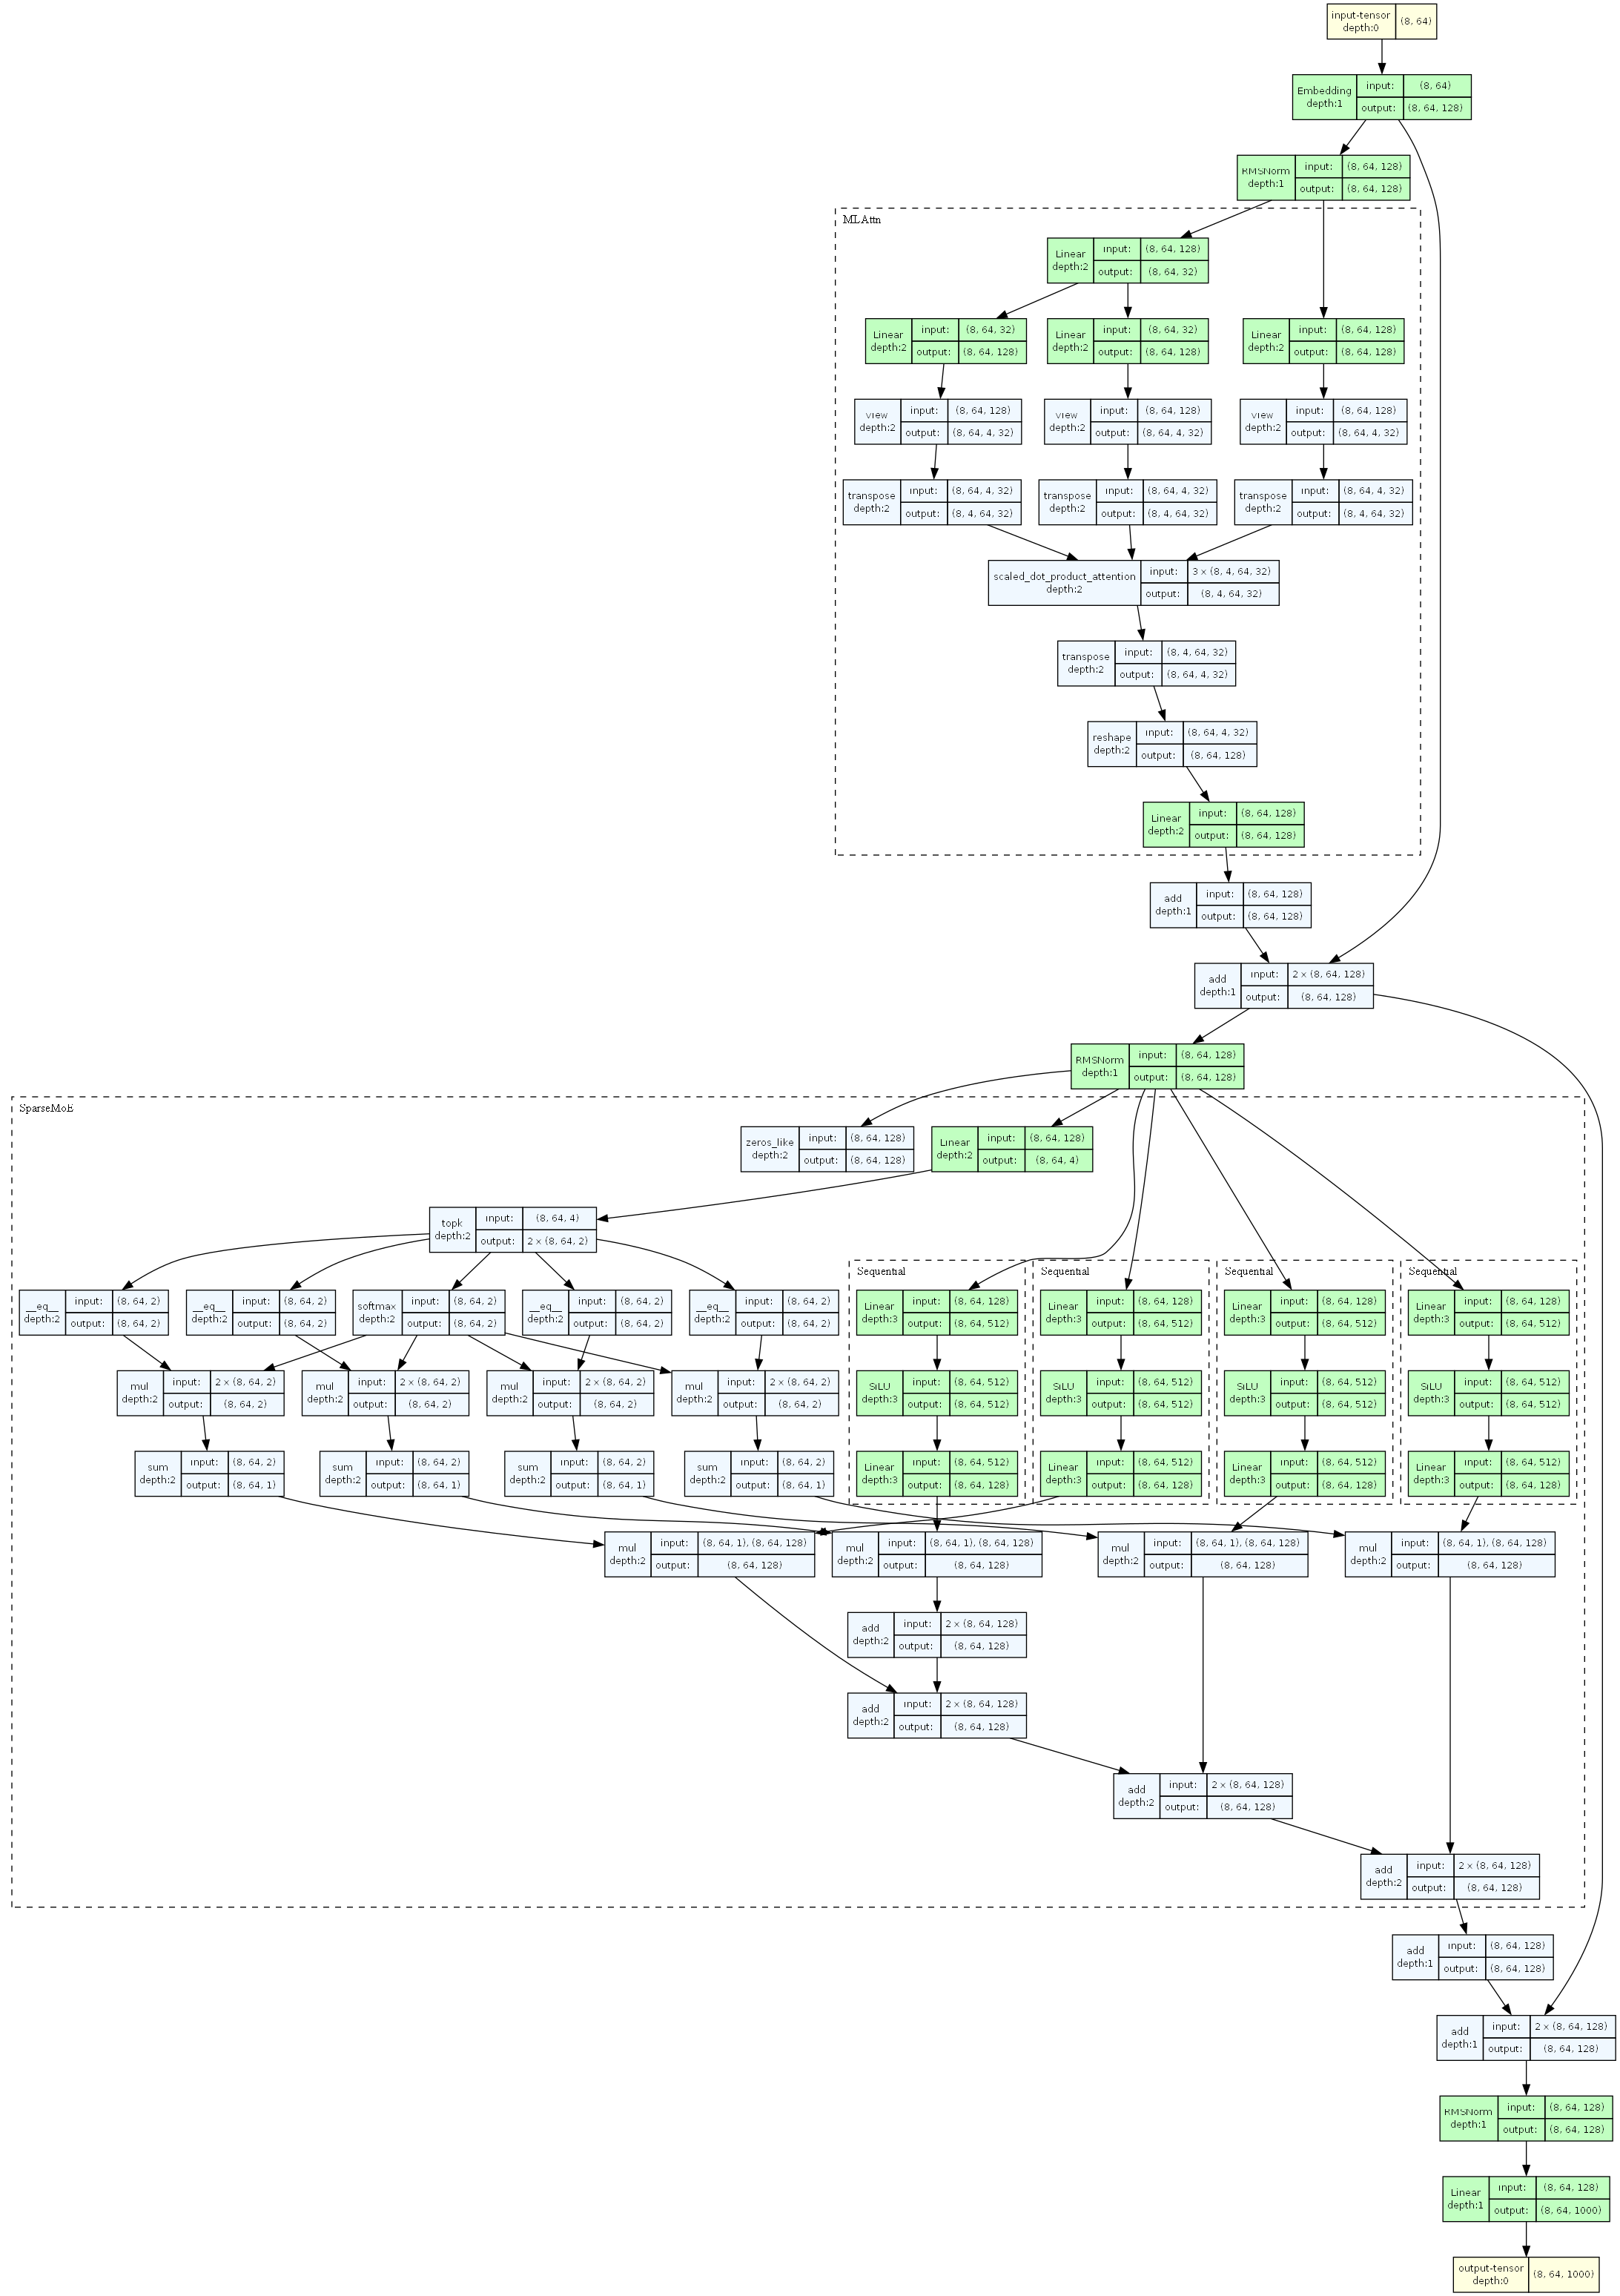 input-tensor
depth:0
(8, 64)
Embedding
depth:1
input:
(8, 64)
output:
(8, 64, 128)
RMSNorm
depth:1
input:
(8, 64, 128)
output:
(8, 64, 128)
MLAttn
Linear
depth:2
input:
(8, 64, 128)
output:
(8, 64, 32)
Linear
depth:2
input:
(8, 64, 32)
output:
(8, 64, 128)
Linear
depth:2
input:
(8, 64, 32)
output:
(8, 64, 128)
Linear
depth:2
input:
(8, 64, 128)
output:
(8, 64, 128)
view
depth:2
input:
(8, 64, 128)
output:
(8, 64, 4, 32)
view
depth:2
input:
(8, 64, 128)
output:
(8, 64, 4, 32)
view
depth:2
input:
(8, 64, 128)
output:
(8, 64, 4, 32)
transpose
depth:2
input:
(8, 64, 4, 32)
output:
(8, 4, 64, 32)
transpose
depth:2
input:
(8, 64, 4, 32)
output:
(8, 4, 64, 32)
transpose
depth:2
input:
(8, 64, 4, 32)
output:
(8, 4, 64, 32)
scaled_dot_product_attention
depth:2
input:
3 x (8, 4, 64, 32)
output:
(8, 4, 64, 32)
transpose
depth:2
input:
(8, 4, 64, 32)
output:
(8, 64, 4, 32)
reshape
depth:2
input:
(8, 64, 4, 32)
output:
(8, 64, 128)
Linear
depth:2
input:
(8, 64, 128)
output:
(8, 64, 128)
add
depth:1
input:
(8, 64, 128)
output:
(8, 64, 128)
add
depth:1
input:
2 x (8, 64, 128)
output:
(8, 64, 128)
RMSNorm
depth:1
input:
(8, 64, 128)
output:
(8, 64, 128)
SparseMoE
zeros_like
depth:2
input:
(8, 64, 128)
output:
(8, 64, 128)
Linear
depth:2
input:
(8, 64, 128)
output:
(8, 64, 4)
topk
depth:2
input:
(8, 64, 4)
output:
2 x (8, 64, 2)
__eq__
depth:2
input:
(8, 64, 2)
output:
(8, 64, 2)
__eq__
depth:2
input:
(8, 64, 2)
output:
(8, 64, 2)
softmax
depth:2
input:
(8, 64, 2)
output:
(8, 64, 2)
__eq__
depth:2
input:
(8, 64, 2)
output:
(8, 64, 2)
__eq__
depth:2
input:
(8, 64, 2)
output:
(8, 64, 2)
Sequential
Linear
depth:3
input:
(8, 64, 128)
output:
(8, 64, 512)
Sequential
Linear
depth:3
input:
(8, 64, 128)
output:
(8, 64, 512)
Sequential
Linear
depth:3
input:
(8, 64, 128)
output:
(8, 64, 512)
Sequential
Linear
depth:3
input:
(8, 64, 128)
output:
(8, 64, 512)
mul
depth:2
input:
2 x (8, 64, 2)
output:
(8, 64, 2)
mul
depth:2
input:
2 x (8, 64, 2)
output:
(8, 64, 2)
mul
depth:2
input:
2 x (8, 64, 2)
output:
(8, 64, 2)
mul
depth:2
input:
2 x (8, 64, 2)
output:
(8, 64, 2)
SiLU
depth:3
input:
(8, 64, 512)
output:
(8, 64, 512)
SiLU
depth:3
input:
(8, 64, 512)
output:
(8, 64, 512)
SiLU
depth:3
input:
(8, 64, 512)
output:
(8, 64, 512)
SiLU
depth:3
input:
(8, 64, 512)
output:
(8, 64, 512)
sum
depth:2
input:
(8, 64, 2)
output:
(8, 64, 1)
sum
depth:2
input:
(8, 64, 2)
output:
(8, 64, 1)
sum
depth:2
input:
(8, 64, 2)
output:
(8, 64, 1)
sum
depth:2
input:
(8, 64, 2)
output:
(8, 64, 1)
Linear
depth:3
input:
(8, 64, 512)
output:
(8, 64, 128)
Linear
depth:3
input:
(8, 64, 512)
output:
(8, 64, 128)
Linear
depth:3
input:
(8, 64, 512)
output:
(8, 64, 128)
Linear
depth:3
input:
(8, 64, 512)
output:
(8, 64, 128)
mul
depth:2
input:
(8, 64, 1), (8, 64, 128)
output:
(8, 64, 128)
mul
depth:2
input:
(8, 64, 1), (8, 64, 128)
output:
(8, 64, 128)
mul
depth:2
input:
(8, 64, 1), (8, 64, 128)
output:
(8, 64, 128)
mul
depth:2
input:
(8, 64, 1), (8, 64, 128)
output:
(8, 64, 128)
add
depth:2
input:
2 x (8, 64, 128)
output:
(8, 64, 128)
add
depth:2
input:
2 x (8, 64, 128)
output:
(8, 64, 128)
add
depth:2
input:
2 x (8, 64, 128)
output:
(8, 64, 128)
add
depth:2
input:
2 x (8, 64, 128)
output:
(8, 64, 128)
add
depth:1
input:
(8, 64, 128)
output:
(8, 64, 128)
add
depth:1
input:
2 x (8, 64, 128)
output:
(8, 64, 128)
RMSNorm
depth:1
input:
(8, 64, 128)
output:
(8, 64, 128)
Linear
depth:1
input:
(8, 64, 128)
output:
(8, 64, 1000)
output-tensor
depth:0
(8, 64, 1000)